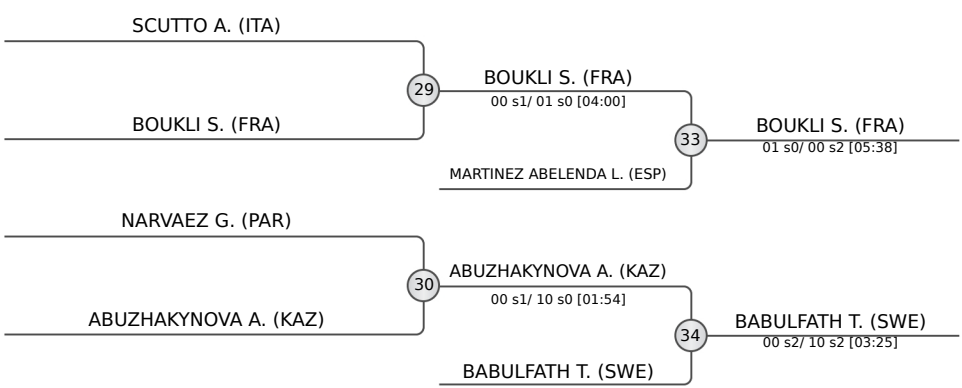 SCUTTO A. (ITA)
29
BOUKLI S. (FRA)
BOUKLI S. (FRA)
00 s1/ 01 s0 [04:00]
33
MARTINEZ ABELENDA L. (ESP)
BOUKLI S. (FRA)
01 s0/ 00 s2 [05:38]
NARVAEZ G. (PAR)
30
ABUZHAKYNOVA A. (KAZ)
ABUZHAKYNOVA A. (KAZ)
00 s1/ 10 s0 [01:54]
34
BABULFATH T. (SWE)
BABULFATH T. (SWE)
00 s2/ 10 s2 [03:25]